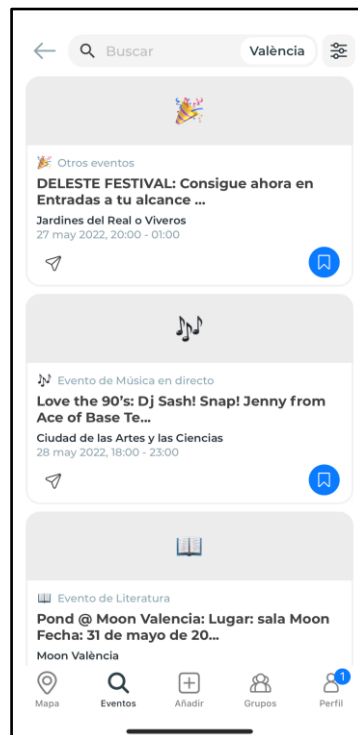 Buscar
València
Otros eventos
DELESTE FESTIVAL: Consigue ahora en
Entradas a tu alcance ...
Jardines del Real o Viveros
27 may 2022, 20:00 - 01:00
Evento de Música en directo
Love the 90's: Dj Sash! Snap! Jenny from
Ace of Base Te...
Ciudad de las Artes y las Ciencias
28 may 2022, 18:00 - 23:00
Evento de Literatura
Pond @ Moon Valencia: Lugar: sala Moon
Fecha: 31 de mayo de 20...
Moon València
1
Mapa
Eventos
Añadir
Grupos
Perfil